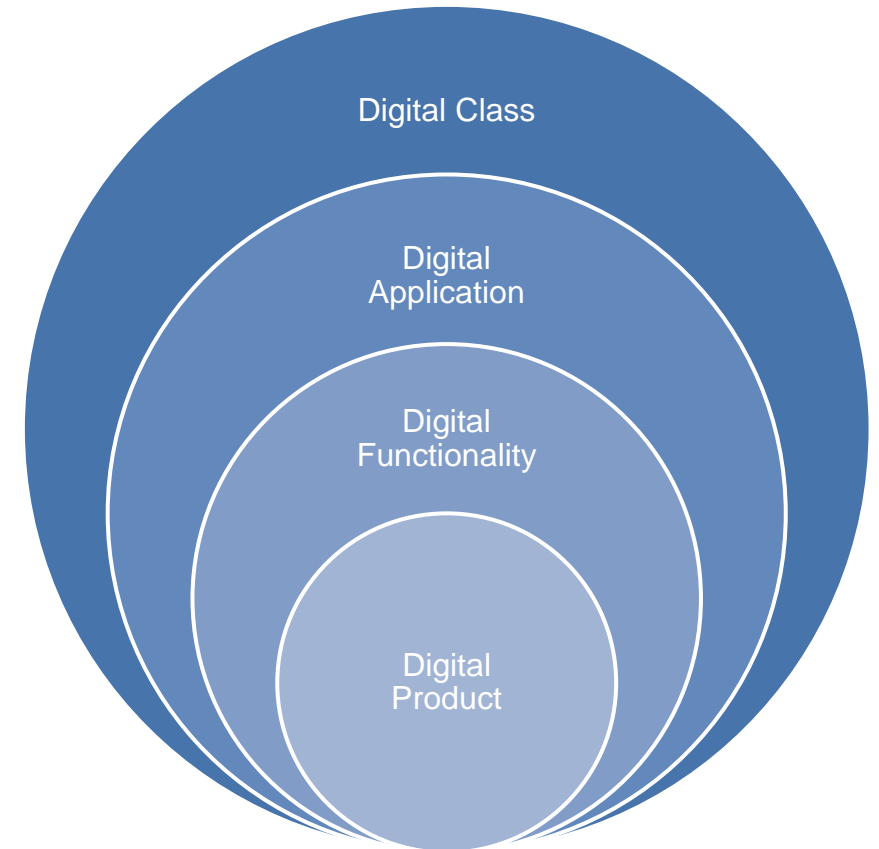 Digital Class
Digital
Application
Digital
Functionality
Digital
Product